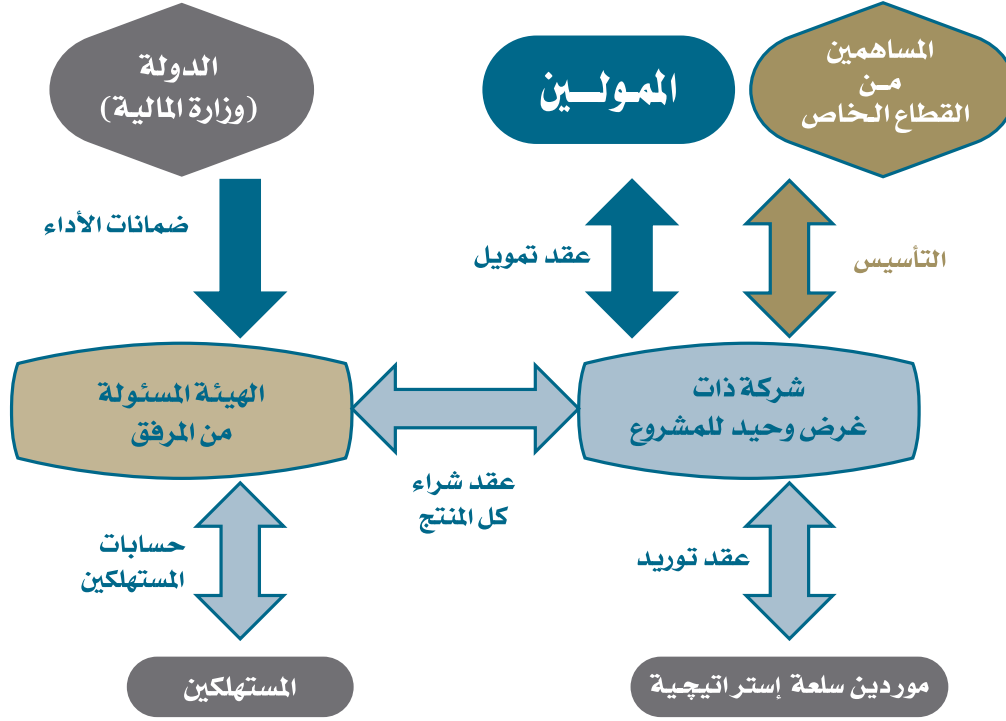 المساهمين
مـن
القطاع الخاص
الممولـــين
الدولة
(وزارة المالية)
التأسيس
عقد تمويل
ضمانات الأداء
شركة ذات
غرض وحيد للمشروع
الهيئة المسئولة
من المرفق
عقد شراء
كل المنتج
عقد توريد
حسابات
المستهلكين
موردين سلعة إستراتيچية
المستهلكين